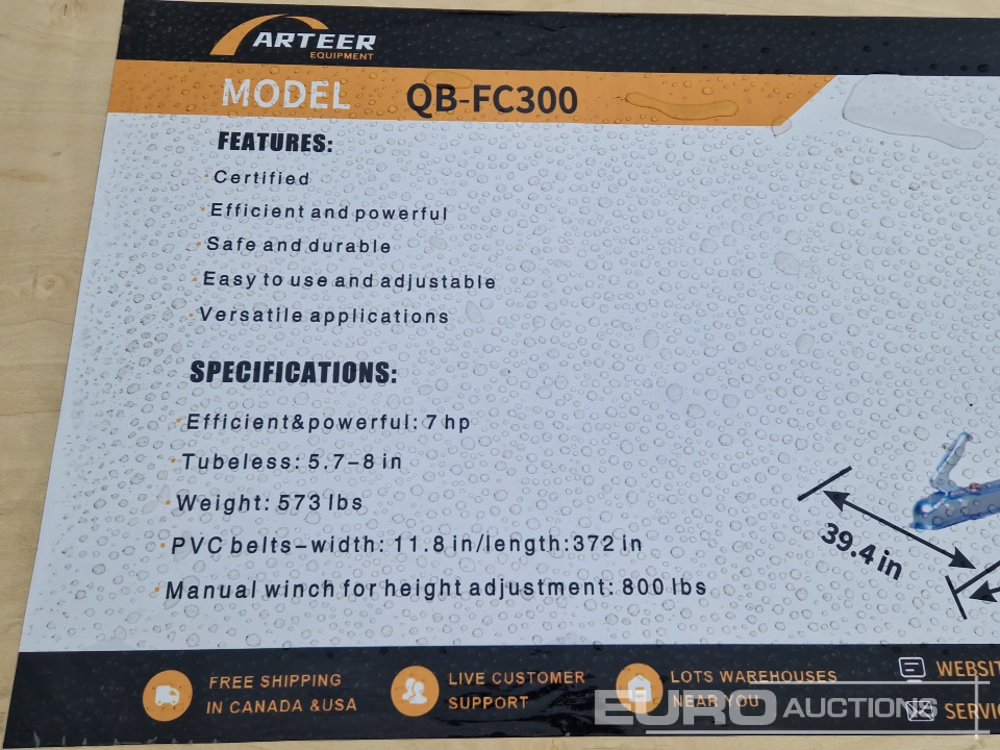 ARTEER
EQUIPMENT
MODEL QB-FC300
FEATURES:
·Certified
·Efficient and powerful
·Safe and durable
·Easy to use and adjustable
·Versatile applications
SPECIFICATIONS:
·Efficient&powerful: 7 hp
·Tubeless: 5.7-8 in
·Weight: 573 lbs
·PVC belts-width: 11.8 in/length:372 in
·Manual winch for height adjustment: 800 lbs
39.4 in
FREE SHIPPING
IN CANADA &USA
LIVE CUSTOMER
SUPPORT
LOTS WAREHOUSES
NEAR YOU
EURO AUCTIONS